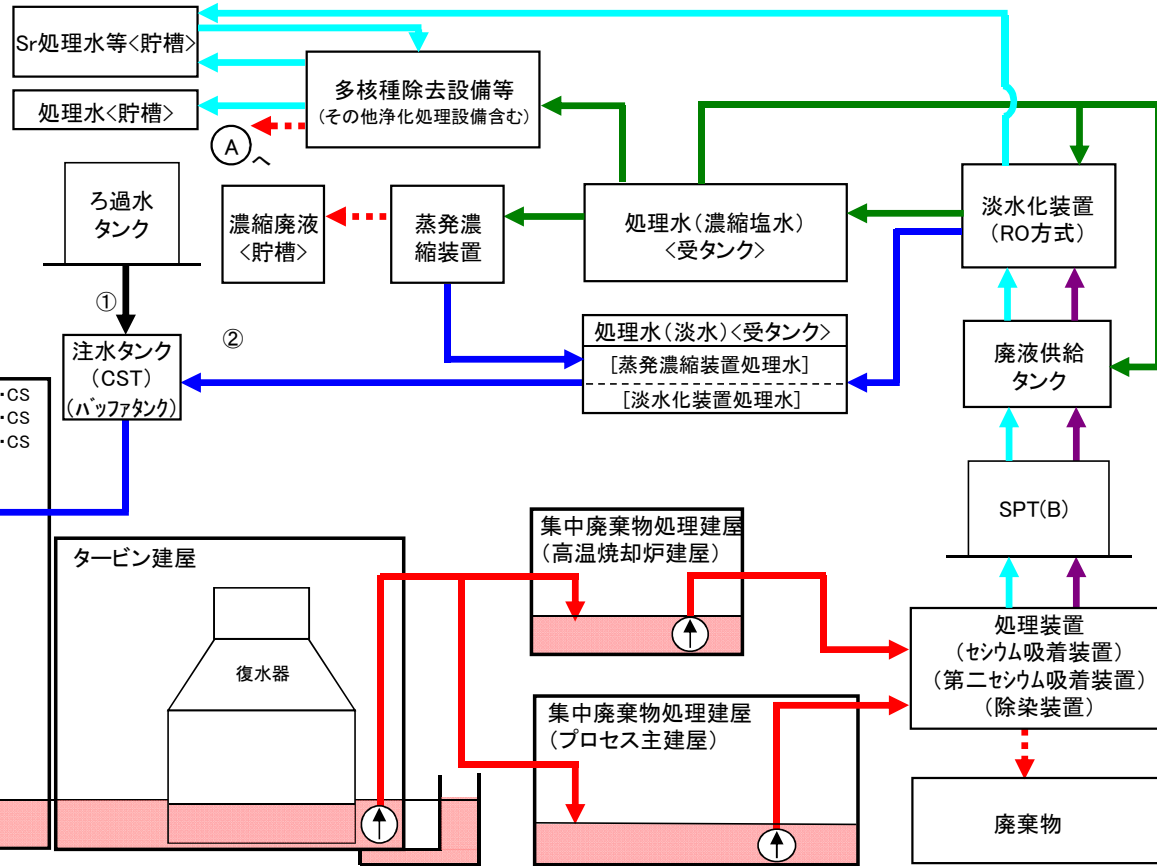 Sr処理水等<貯槽>
処理水<貯槽>
多核種除去設備等
(その他浄化処理設備含む)
A
へ
ろ過水
タンク
濃縮廃液
<貯槽>
蒸発濃
縮装置
処理水(濃縮塩水)
<受タンク>
淡水化装置
(RO方式)
①
②
注水タンク
(CST)
(バッファタンク)
処理水(淡水)<受タンク>
[蒸発濃縮装置処理水]
[淡水化装置処理水]
廃液供給
タンク
・CS
・CS
・CS
SPT(B)
タービン建屋
復水器
集中廃棄物処理建屋
(高温焼却炉建屋)
集中廃棄物処理建屋
(プロセス主建屋)
処理装置
(セシウム吸着装置)
(第二セシウム吸着装置)
(除染装置)
廃棄物